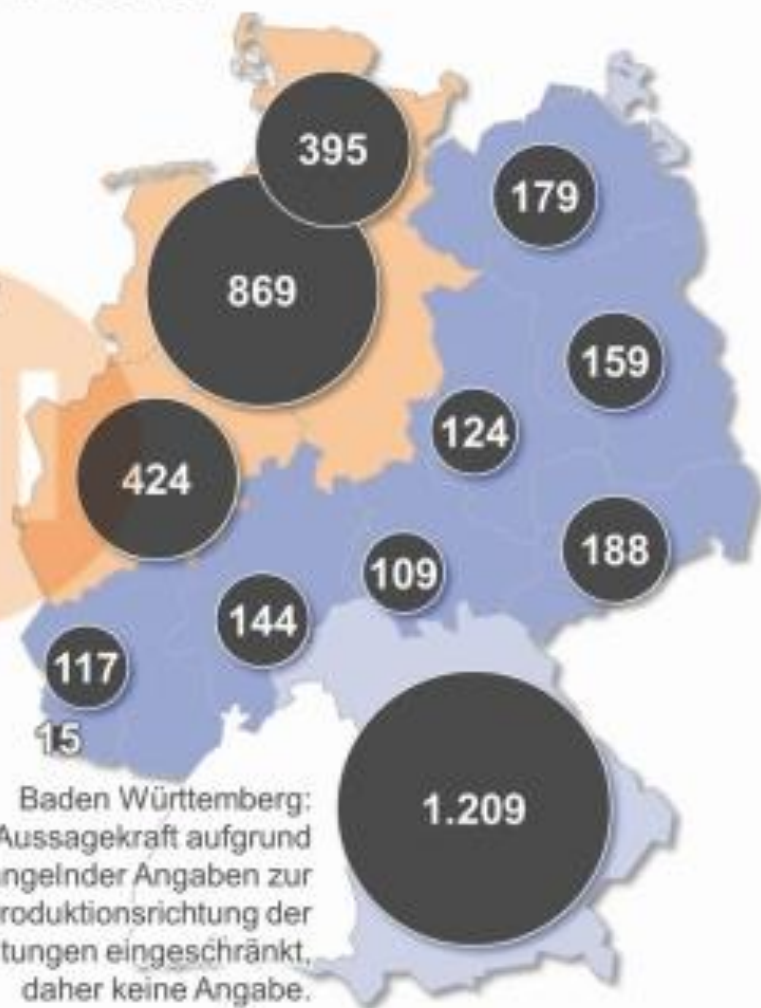 395
179
869
159
124
424
188
109
144
117
15
1.209
Baden Württemberg:
Aussagekraft aufgrund
angelnder Angaben zur
roduktionsrichtung der
tungen eingeschränkt,
daher keine Angabe.